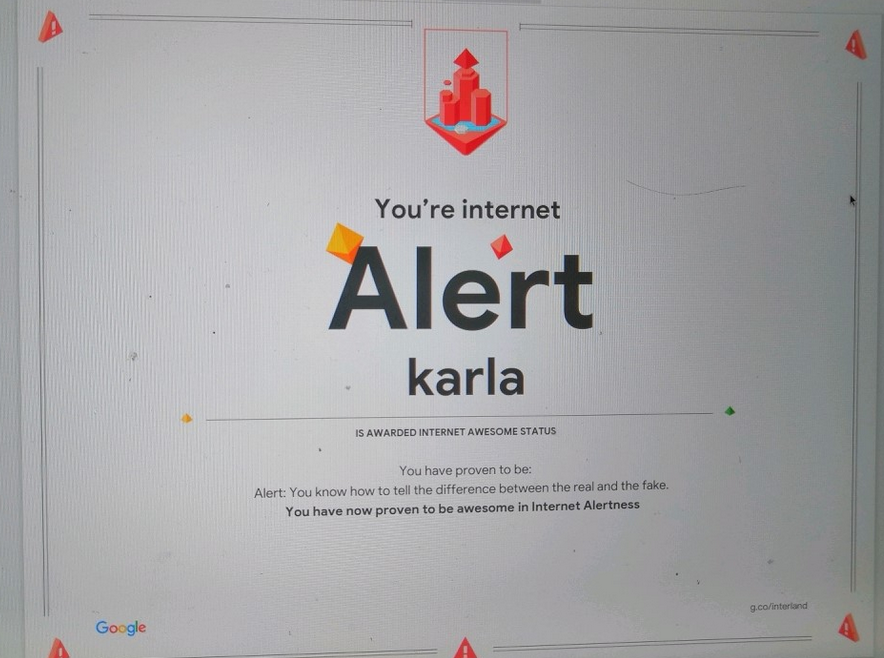 You're internet
Alert
karla
IS AWARDED INTERNET AWESOME STATUS
You have proven to be:
Alert: You know how to tell the difference between the real and the fake.
You have now proven to be awesome in Internet Alertness
g.co/interland
Google